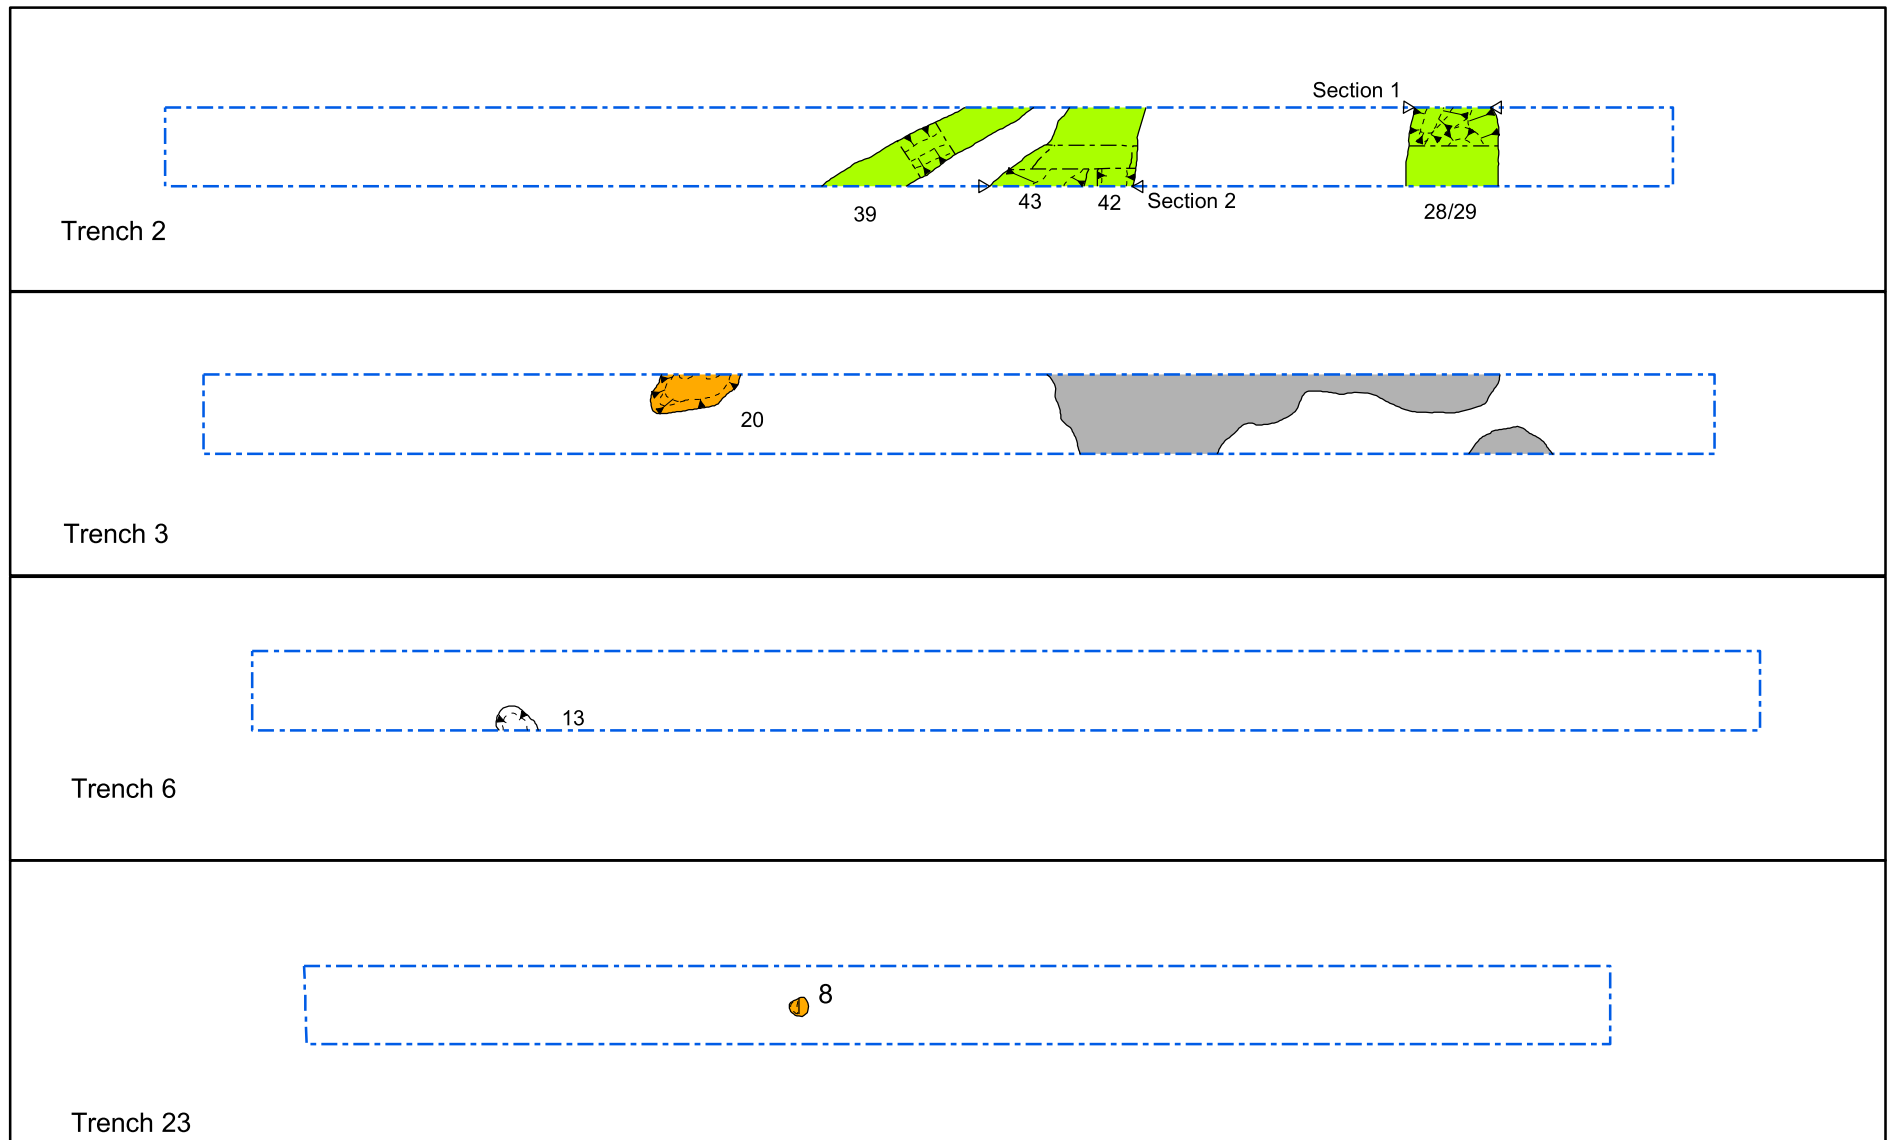 Section 1
39
43
42
Section 2
28/29
Trench 2
20
Trench 3
13
Trench 6
8
Trench 23